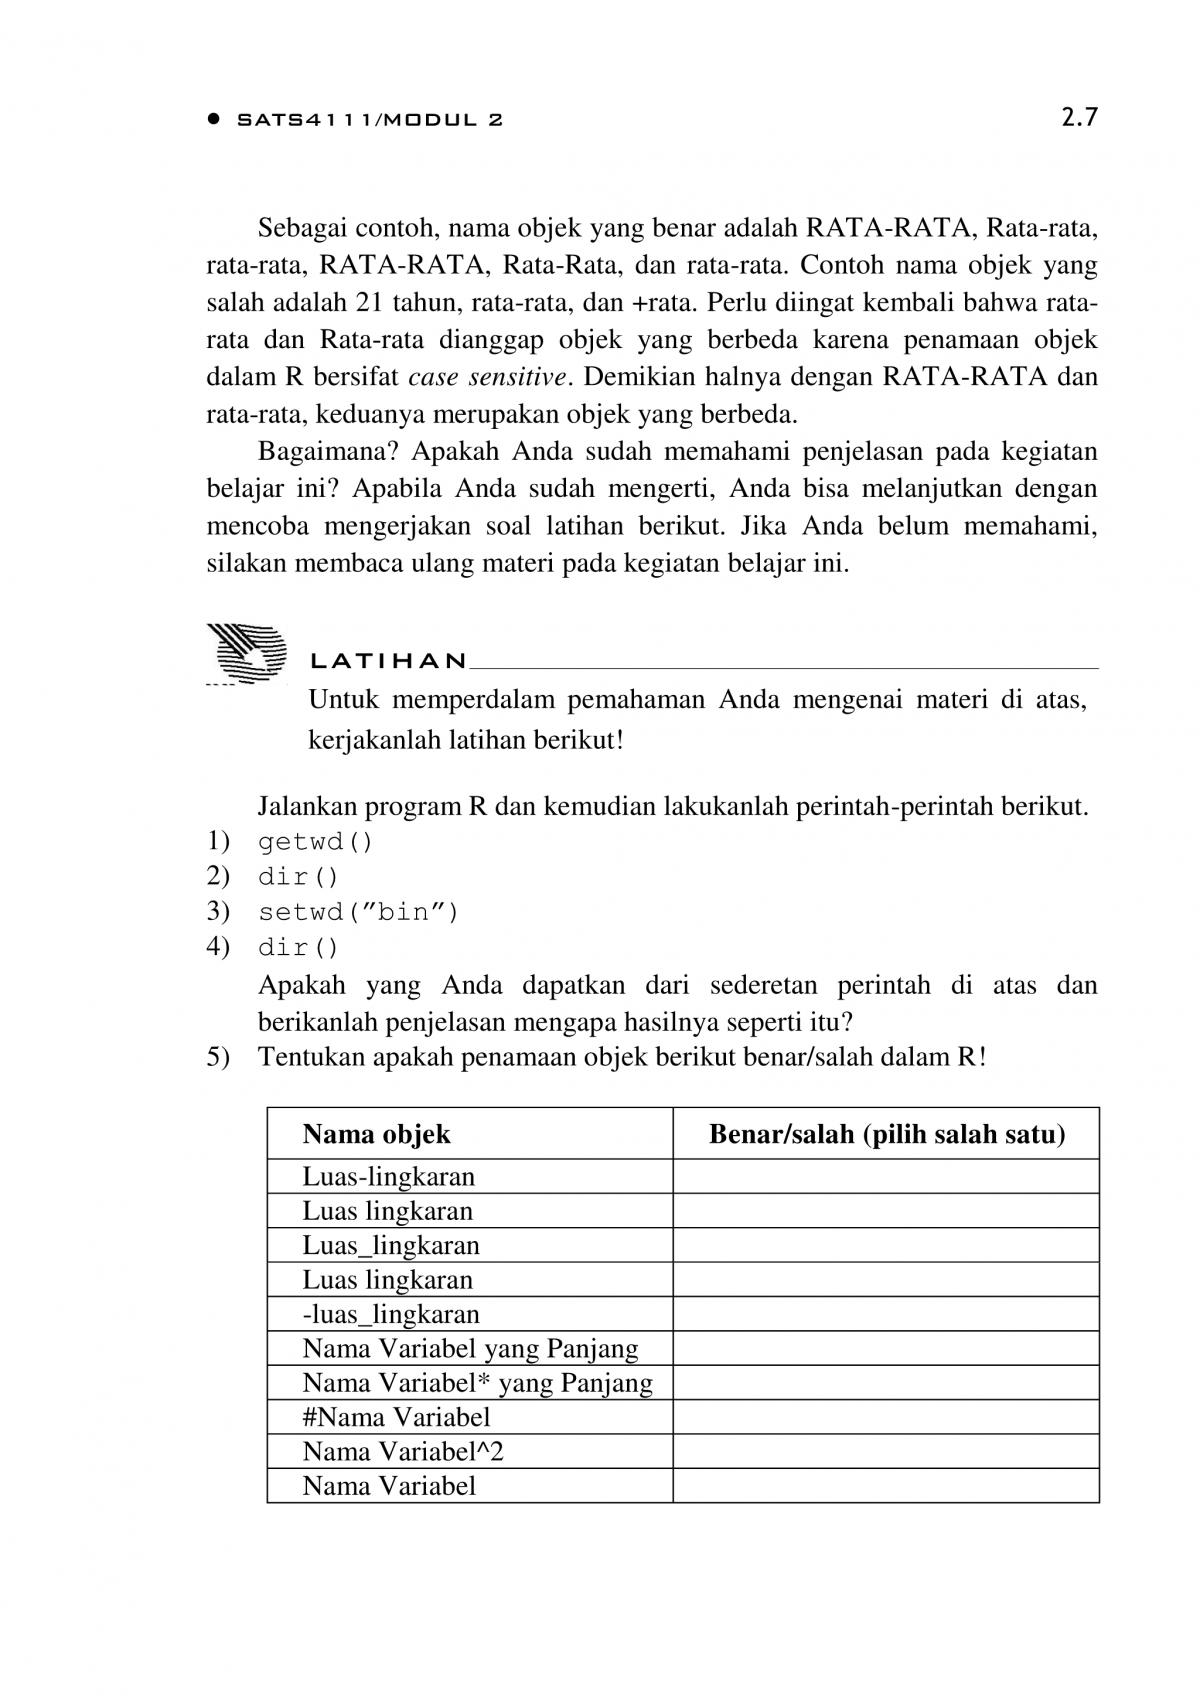 ● SATS4111/MODUL 2 2.7
Sebagai contoh, nama objek yang benar adalah RATA-RATA, Rata-rata,
rata-rata, RATA-RATA, Rata-Rata, dan rata-rata. Contoh nama objek yang
salah adalah 21 tahun, rata-rata, dan +rata. Perlu diingat kembali bahwa rata-
rata dan Rata-rata dianggap objek yang berbeda karena penamaan objek
dalam R bersifat case sensitive. Demikian halnya dengan RATA-RATA dan
rata-rata, keduanya merupakan objek yang berbeda.
Bagaimana? Apakah Anda sudah memahami penjelasan pada kegiatan
belajar ini? Apabila Anda sudah mengerti, Anda bisa melanjutkan dengan
mencoba mengerjakan soal latihan berikut. Jika Anda belum memahami,
silakan membaca ulang materi pada kegiatan belajar ini.
LATIHAN
Untuk memperdalam pemahaman Anda mengenai materi di atas,
kerjakanlah latihan berikut!
Jalankan program R dan kemudian lakukanlah perintah-perintah berikut.
1) getwd()
2) dir()
3) setwd(”bin”)
4) dir()
Apakah yang Anda dapatkan dari sederetan perintah di atas dan
berikanlah penjelasan mengapa hasilnya seperti itu?
5) Tentukan apakah penamaan objek berikut benar/salah dalam R!
Nama objek Benar/salah (pilih salah satu)
Luas-lingkaran
Luas lingkaran
Luas_lingkaran
Luas lingkaran
-luas_lingkaran
Nama Variabel yang Panjang
Nama Variabel* yang Panjang
#Nama Variabel
Nama Variabel^2
Nama Variabel